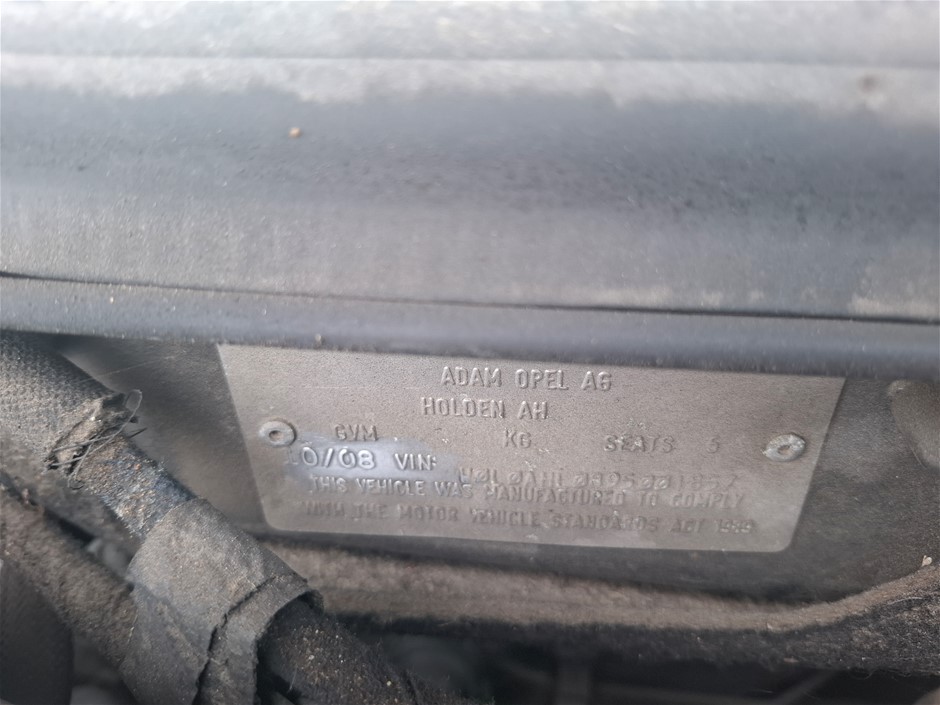 ADAM OPEL AG
HOLDEN AH
GVM KG SEATS 5
10/08 VIN:
THIS VEHICLE WAS MANUFACTURED TO COMPLY
WITH THE MOTOR VEHICLE STANDARDS ACT 1989